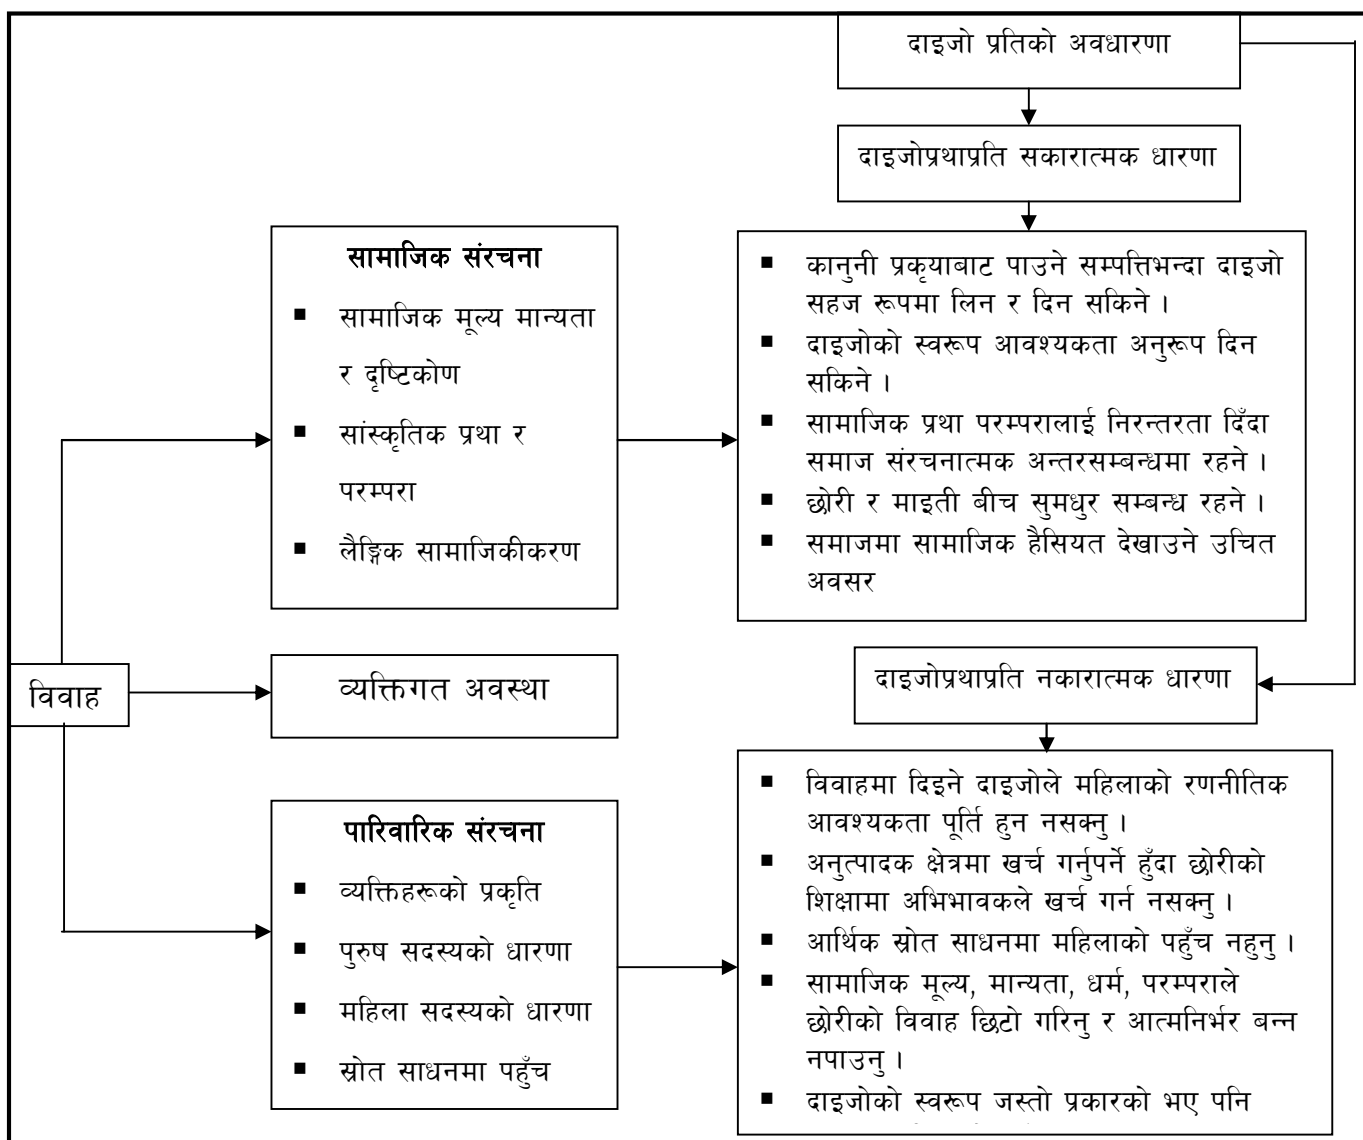 दाइजो प्रतिको अवधारणा
दाइजोप्रथाप्रति सकारात्मक धारणा
सामाजिक संरचना
▪ सामाजिक मूल्य मान्यता
र दृष्टिकोण
▪ सांस्कृतिक प्रथा र
परम्परा
▪ लैङ्गिक सामाजिकीकरण
▪ कानुनी प्रकृयाबाट पाउने सम्पत्तिभन्दा दाइजो
सहज रूपमा लिन र दिन सकिने ।
▪ दाइजोको स्वरूप आवश्यकता अनुरूप दिन
सकिने ।
▪ सामाजिक प्रथा परम्परालाई निरन्तरता दिँदा
समाज संरचनात्मक अन्तरसम्बन्धमा रहने ।
▪ छोरी र माइती बीच सुमधुर सम्बन्ध रहने ।
▪ समाजमा सामाजिक हैसियत देखाउने उचित
अवसर
विवाह
व्यक्तिगत अवस्था
दाइजोप्रथाप्रति नकारात्मक धारणा
पारिवारिक संरचना
▪ व्यक्तिहरूको प्रकृति
▪ पुरुष सदस्यको धारणा
▪ महिला सदस्यको धारणा
▪ स्रोत साधनमा पहुँच
▪ विवाहमा दिइने दाइजोले महिलाको रणनीतिक
आवश्यकता पूर्ति हुन नसक्नु ।
▪ अनुत्पादक क्षेत्रमा खर्च गर्नुपर्ने हुँदा छोरीको
शिक्षामा अभिभावकले खर्च गर्न नसक्नु ।
▪ आर्थिक स्रोत साधनमा महिलाको पहुँच नहुनु ।
▪ सामाजिक मूल्य, मान्यता, धर्म, परम्पराले
छोरीको विवाह छिटो गरिनु र आत्मनिर्भर बन्न
नपाउनु ।
▪ दाइजोको स्वरूप जस्तो प्रकारको भए पनि